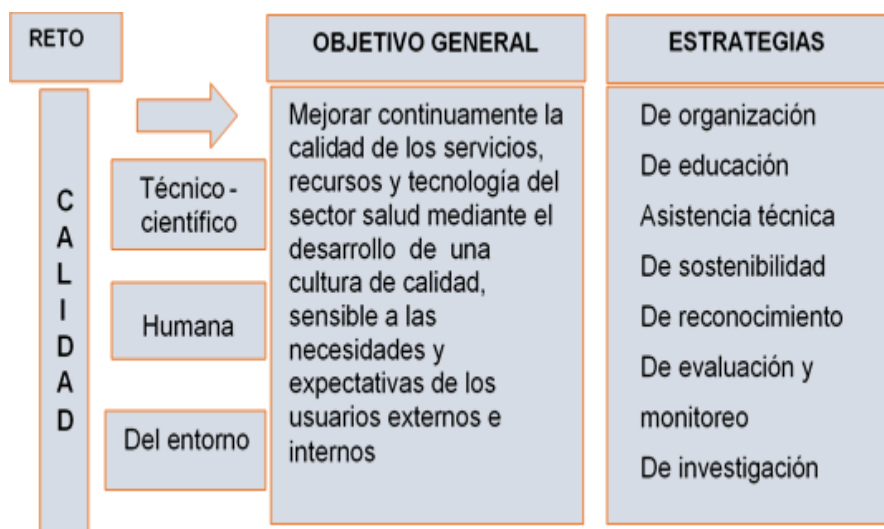 RETO
CALIDAD
Técnico -
científico
Humana
Del entorno
OBJETIVO GENERAL
Mejorar continuamente la
calidad de los servicios,
recursos y tecnología del
sector salud mediante el
desarrollo de una
cultura de calidad,
sensible a las
necesidades y
expectativas de los
usuarios externos e
internos
ESTRATEGIAS
De organización
De educación
Asistencia técnica
De sostenibilidad
De reconocimiento
De evaluación y
monitoreo
De investigación